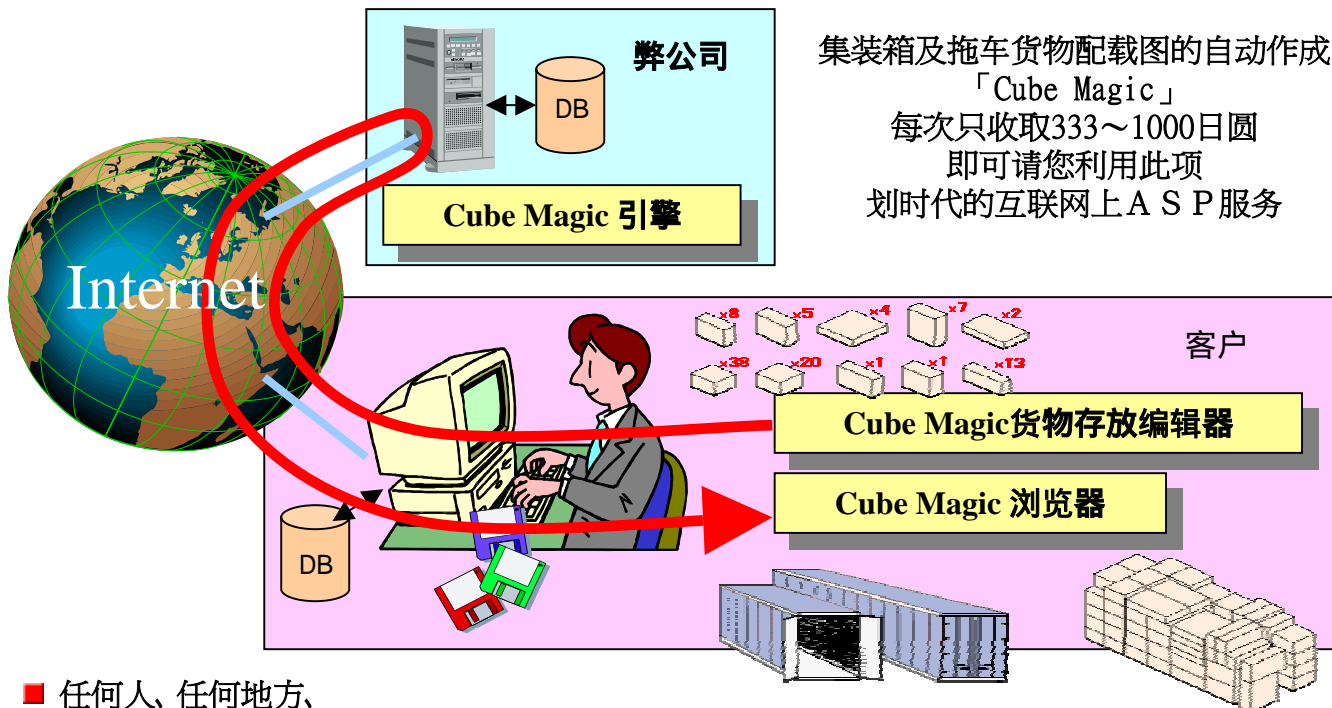 弊公司
DB
Cube Magic 引擎
集装箱及拖车货物配载图的自动作成
「Cube Magic」
每次只收取333～1000日圆
即可请您利用此项
划时代的互联网上ＡＳＰ服务
Internet
×8 ×5 ×4 ×7 ×2
×38 ×20 ×1 ×1 ×13
客户
Cube Magic货物存放编辑器
Cube Magic 浏览器
DB
任何人、任何地方、